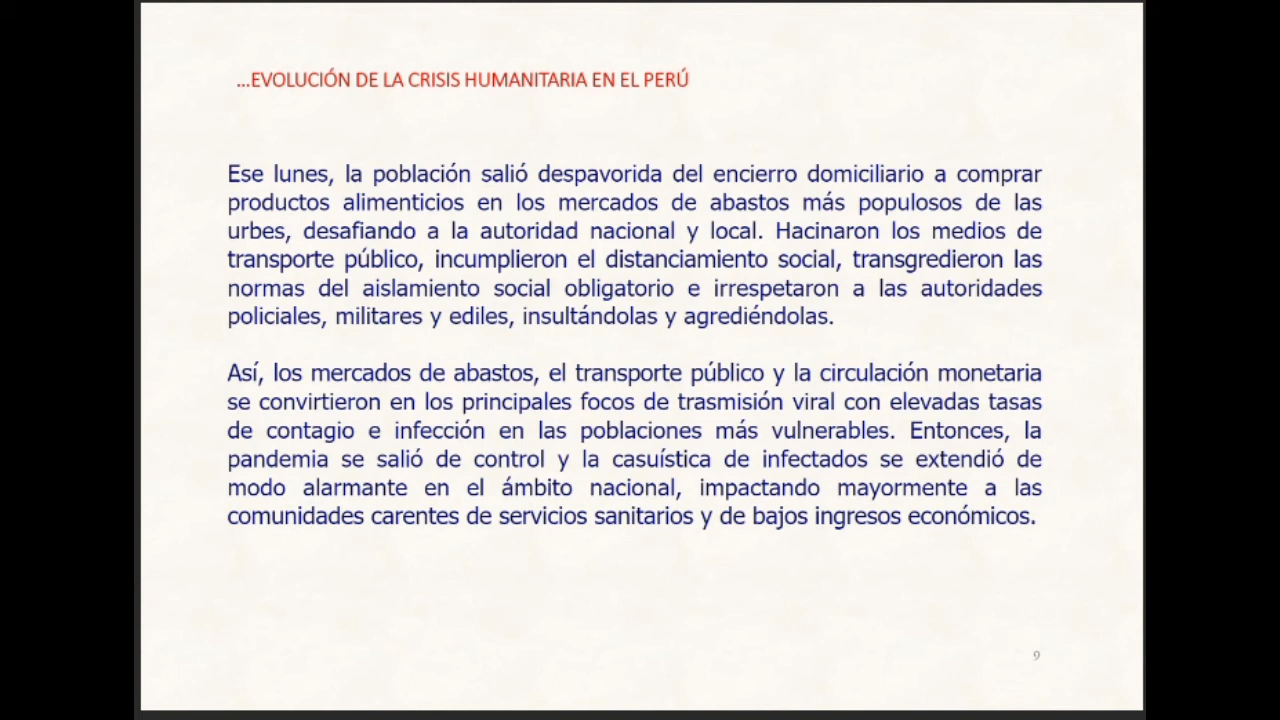 ...EVOLUCIÓN DE LA CRISIS HUMANITARIA EN EL PERÚ
Ese lunes, la población salió despavorida del encierro domiciliario a comprar
productos alimenticios en los mercados de abastos más populosos de las
urbes, desafiando a la autoridad nacional y local. Hacinaron los medios de
transporte público, incumplieron el distanciamiento social, transgredieron las
normas del aislamiento social obligatorio e irrespetaron a las autoridades
policiales, militares y ediles, insultándolas y agrediéndolas.
Así, los mercados de abastos, el transporte público y la circulación monetaria
se convirtieron en los principales focos de trasmisión viral con elevadas tasas
de contagio e infección en las poblaciones más vulnerables. Entonces, la
pandemia se salió de control y la casuística de infectados se extendió de
modo alarmante en el ámbito nacional, impactando mayormente a las
comunidades carentes de servicios sanitarios y de bajos ingresos económicos.
9